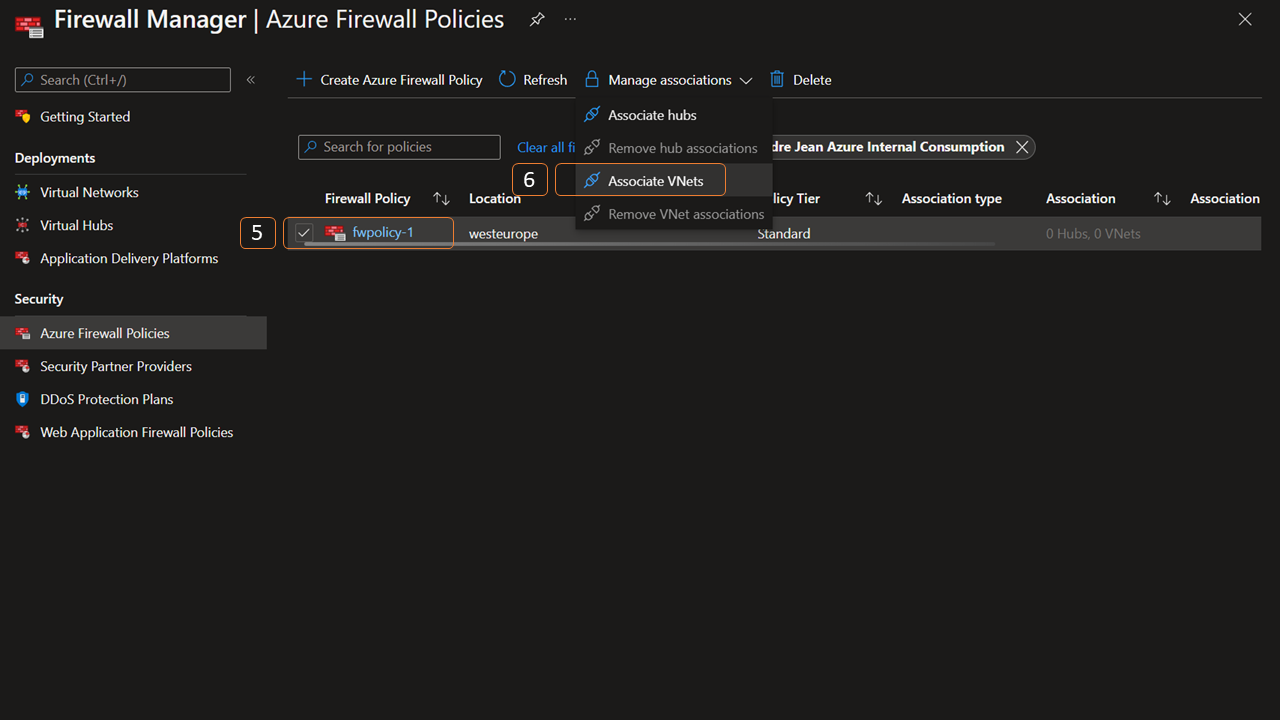 Firewall Manager | Azure Firewall Policies ...
Search (Ctrl+/) «
Getting Started
Deployments
Virtual Networks
Virtual Hubs
Application Delivery Platforms
Security
Azure Firewall Policies
Security Partner Providers
DDoS Protection Plans
Web Application Firewall Policies
Create Azure Firewall Policy Refresh Manage associations Delete
Associate hubs
Remove hub associations
Associate VNets
Remove VNet associations
Search for policies Clear all fi dre Jean Azure Internal Consumption
6
Firewall Policy Location licy Tier Association type Association Association
5 fwpolicy-1 westeurope Standard 0 Hubs, 0 VNets